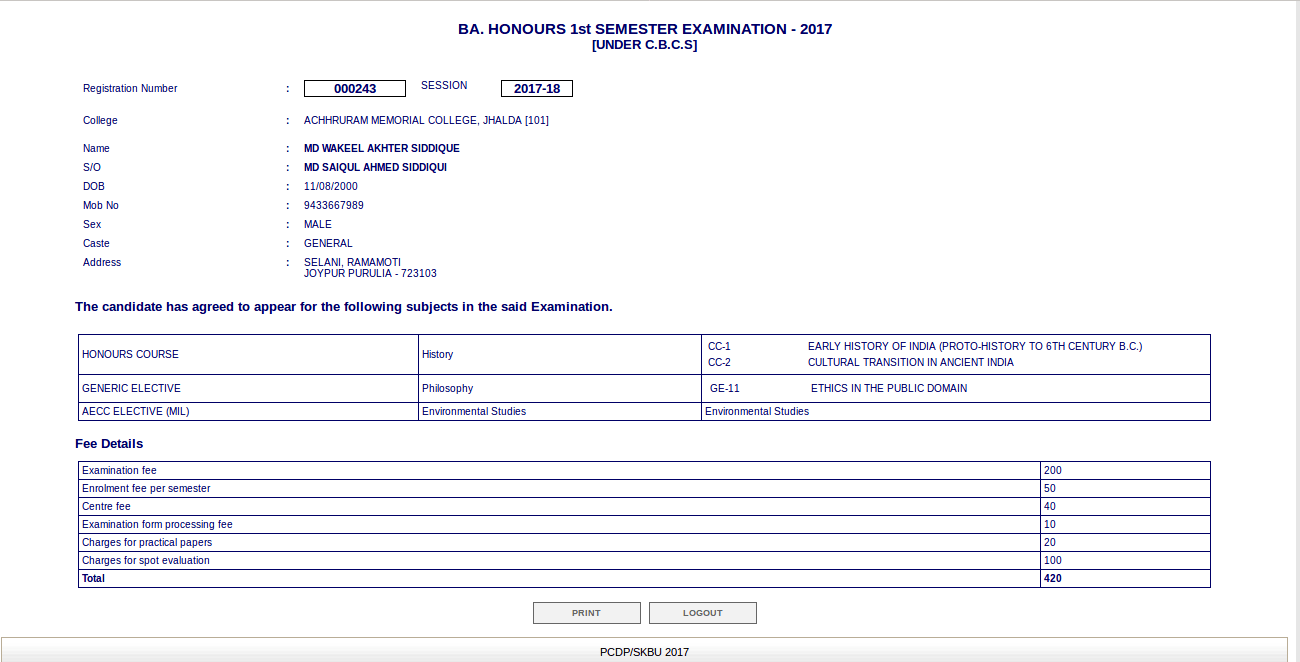 BA. HONOURS 1st SEMESTER EXAMINATION - 2017
[UNDER C.B.C.S]
Registration Number : 000243 SESSION 2017-18
College : ACHHRURAM MEMORIAL COLLEGE, JHALDA [101]
Name : MD WAKEEL AKHTER SIDDIQUE
S/O : MD SAIQUL AHMED SIDDIQUI
DOB : 11/08/2000
Mob No : 9433667989
Sex : MALE
Caste : GENERAL
Address : SELANI, RAMAMOTI
JOYPUR PURULIA - 723103
The candidate has agreed to appear for the following subjects in the said Examination.
HONOURS COURSE History CC-1 EARLY HISTORY OF INDIA (PROTO-HISTORY TO 6TH CENTURY B.C.)
CC-2 CULTURAL TRANSITION IN ANCIENT INDIA
GENERIC ELECTIVE Philosophy GE-11 ETHICS IN THE PUBLIC DOMAIN
AECC ELECTIVE (MIL) Environmental Studies Environmental Studies
Fee Details
Examination fee 200
Enrolment fee per semester 50
Centre fee 40
Examination form processing fee 10
Charges for practical papers 20
Charges for spot evaluation 100
Total 420
PRINT LOGOUT
PCDP/SKBU 2017